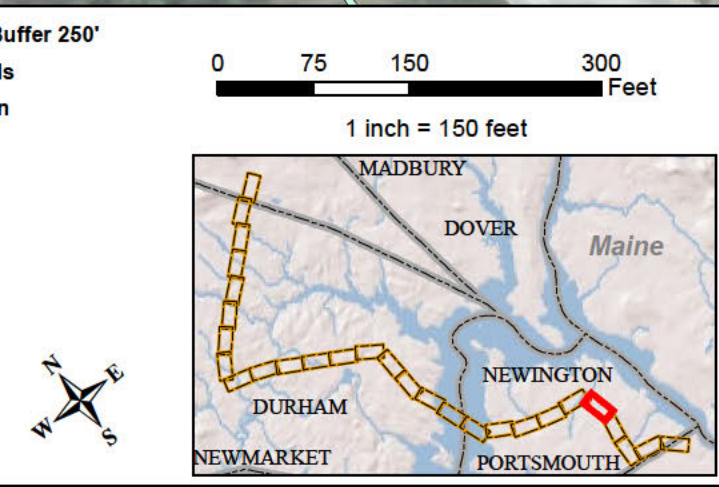 Buffer 250'
ls
n
0 75 150 300
Feet
1 inch = 150 feet
MADBURY
DOVER
Maine
NEWINGTON
DURHAM
NEWMARKET
PORTSMOUTH
N
E
W
S